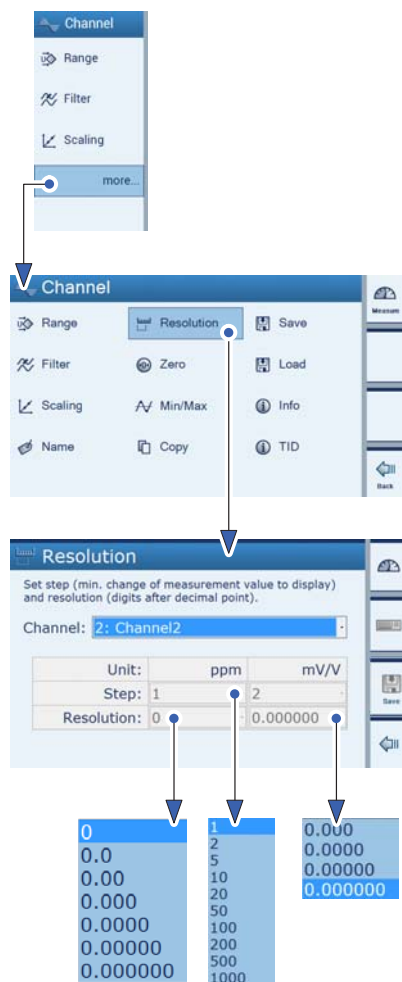 Channel
Range
Filter
Scaling
more...
Channel
Range
Resolution
Save
Measure
Filter
Zero
Load
Scaling
Min/Max
Info
Name
Copy
TID
Back
Resolution
Set step (min. change of measurement value to display)
and resolution (digits after decimal point).
Channel: 2: Channel2
Unit: ppm mV/V
Step: 1 2
Resolution: 0 0.000000
Save
0
0.0
0.00
0.000
0.0000
0.00000
0.000000
1
2
5
10
20
50
100
200
500
1000
0.000
0.0000
0.00000
0.000000